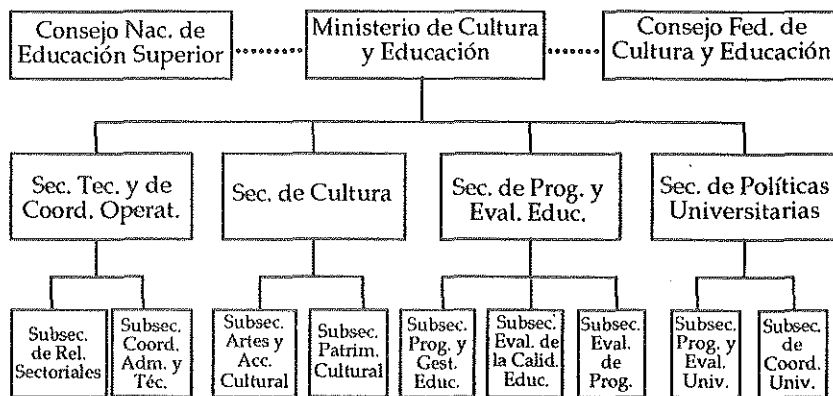 Consejo Nac. de
Educación Superior
Ministerio de Cultura
y Educación
Consejo Fed. de
Cultura y Educación
Sec. Tec. y de
Coord. Operat.
Sec. de Cultura
Sec. de Prog. y
Eval. Educ.
Sec. de Políticas
Universitarias
Subsec.
de Rel.
Sectoriales
Subsec.
Coord.
Adm. y
Téc.
Subsec.
Artes y
Acc.
Cultural
Subsec.
Patrim.
Cultural
Subsec.
Prog. y
Gest.
Educ.
Subsec.
Eval. de
la Calid.
Educ.
Subsec.
Eval.
de
Prog.
Subsec.
Prog. y
Eval.
Univ.
Subsec.
de
Coord.
Univ.